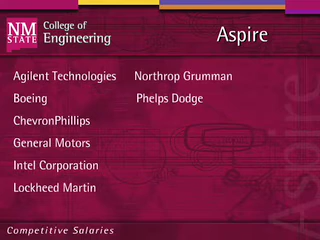 NM
STATE
College of
Engineering
Aspire
Agilent Technologies
Boeing
ChevronPhillips
General Motors
Intel Corporation
Lockheed Martin
Northrop Grumman
Phelps Dodge
Aspire
Competitive Salaries